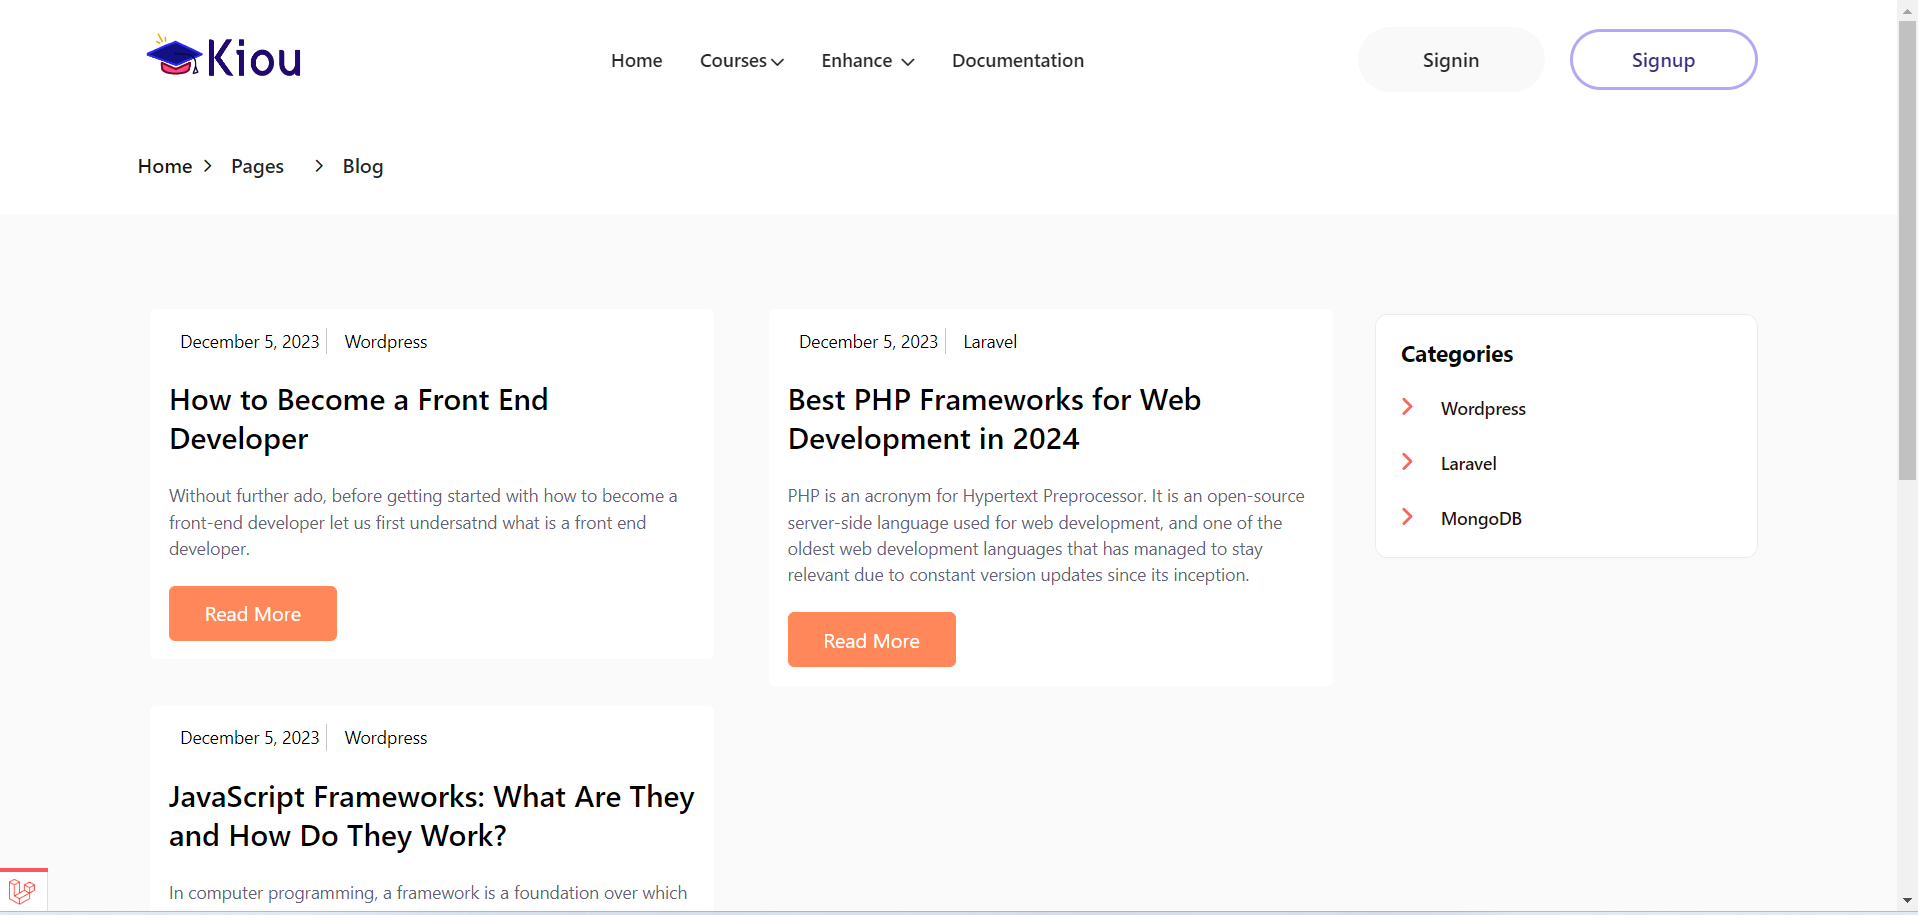 Kiou
Home
Courses
Enhance
Documentation
Signin
Signup
Home
Pages
Blog
December 5, 2023
Wordpress
How to Become a Front End
Developer
Without further ado, before getting started with how to become a
front-end developer let us first undersatnd what is a front end
developer.
Read More
December 5, 2023
Laravel
Best PHP Frameworks for Web
Development in 2024
PHP is an acronym for Hypertext Preprocessor. It is an open-source
server-side language used for web development, and one of the
oldest web development languages that has managed to stay
relevant due to constant version updates since its inception.
Read More
Categories
Wordpress
Laravel
MongoDB
December 5, 2023
Wordpress
JavaScript Frameworks: What Are They
and How Do They Work?
In computer programming, a framework is a foundation over which